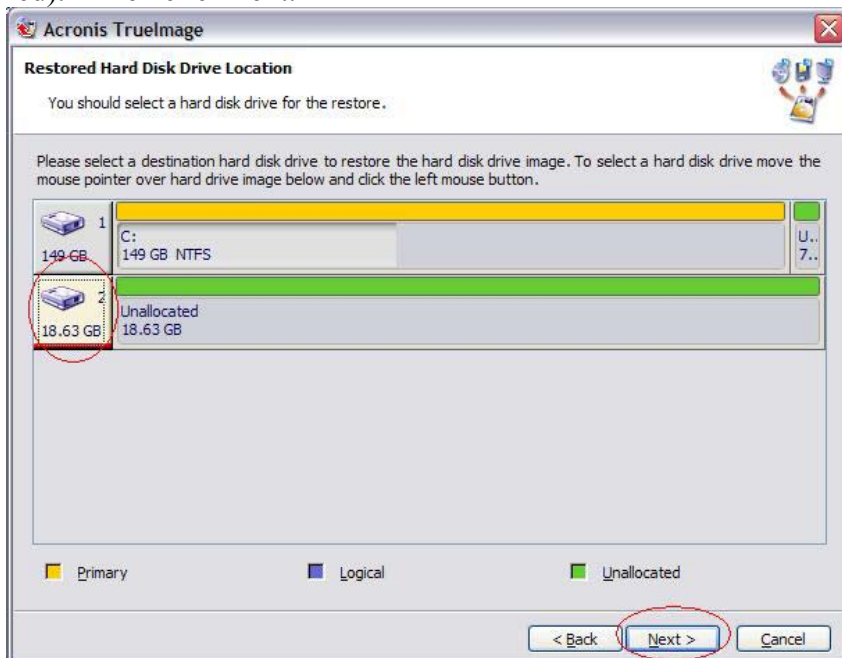 Acronis TrueImage
Restored Hard Disk Drive Location
You should select a hard disk drive for the restore.
Please select a destination hard disk drive to restore the hard disk drive image. To select a hard disk drive move the
mouse pointer over hard drive image below and click the left mouse button.
1
149 GB
C:
149 GB NTFS
U..
7..
2
18.63 GB
Unallocated
18.63 GB
Primary
Logical
Unallocated
< Back
Next >
Cancel